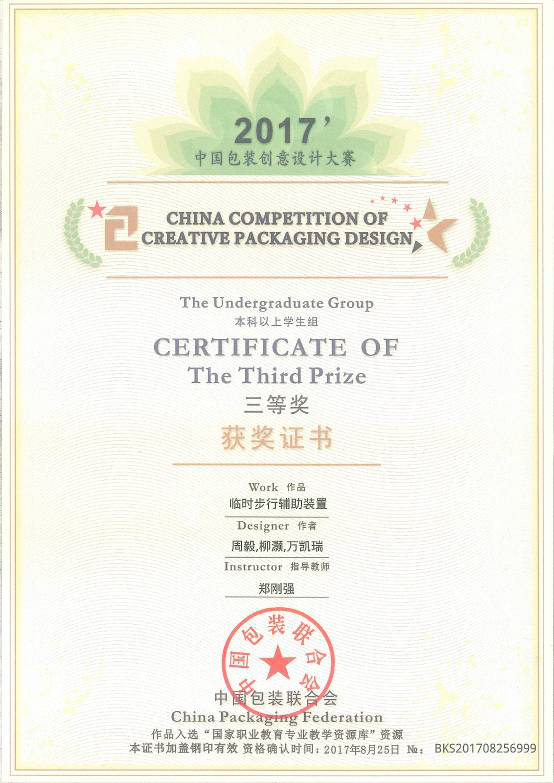 2017'
中国包装创意设计大赛
CHINA COMPETITION OF
CREATIVE PACKAGING DESIGN
The Undergraduate Group
本科以上学生组
CERTIFICATE OF
The Third Prize
三等奖
获奖证书
Work 作品
临时步行辅助装置
Designer 作者
周毅,柳灏,万凯瑞
Instructor 指导教师
郑刚强
中国包装联合会
中国包装联合会
China Packaging Federation
作品入选“国家职业教育专业教学资源库”资源
本证书加盖钢印有效 资格确认时间：2017年8月25日 №： BKS201708256999